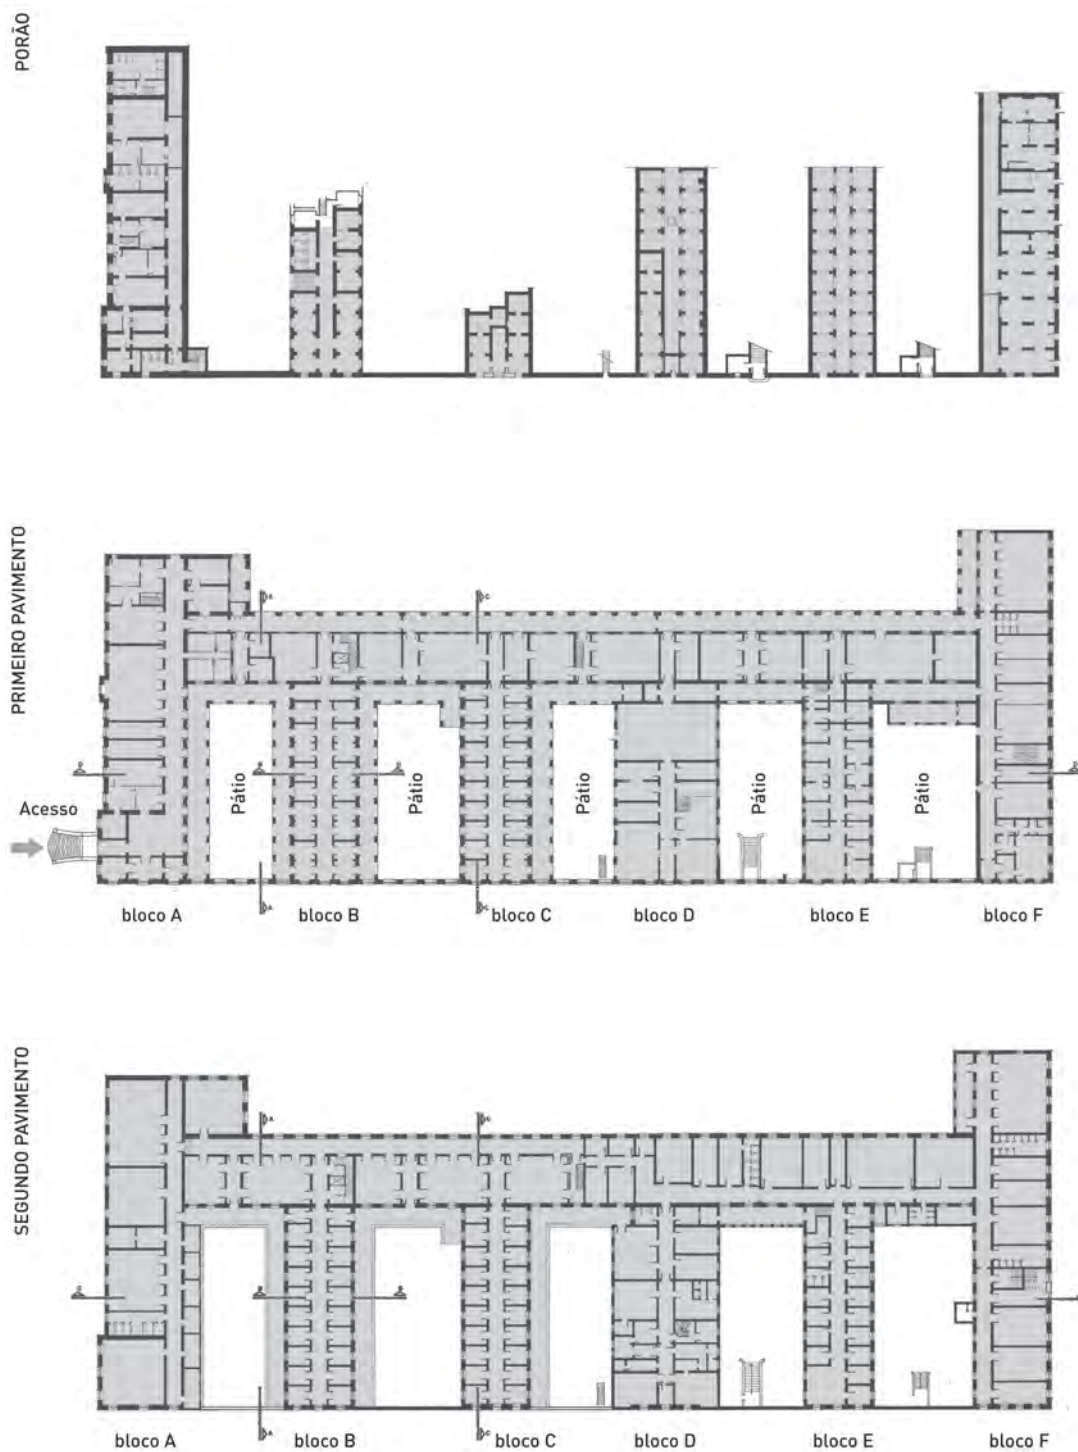 PORÃO
PRIMEIRO PAVIMENTO
A
C
Pátio
Pátio
Pátio
Pátio
Pátio
Acesso
A
C
bloco A
bloco B
bloco C
bloco D
bloco E
bloco F
SEGUNDO PAVIMENTO
A
C
A
C
bloco A
bloco B
bloco C
bloco D
bloco E
bloco F